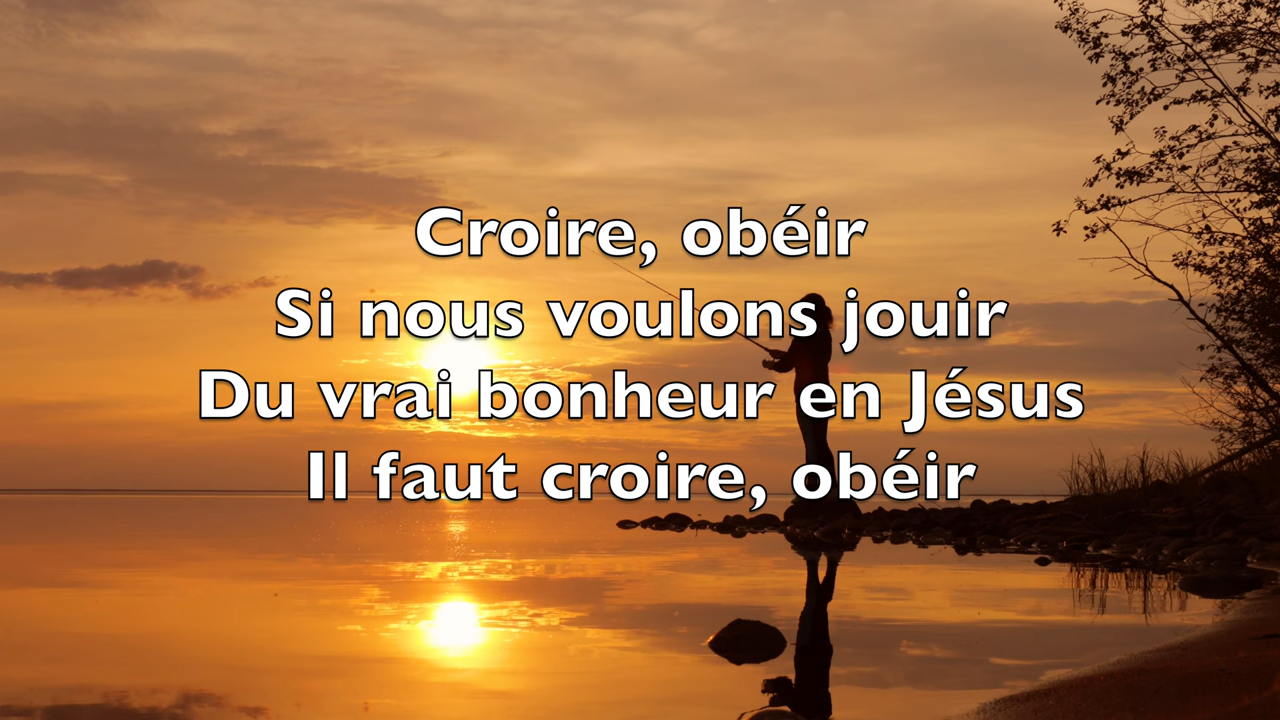 Croire, obéir
Si nous voulons jouir
Du vrai bonheur en Jésus
Il faut croire, obéir